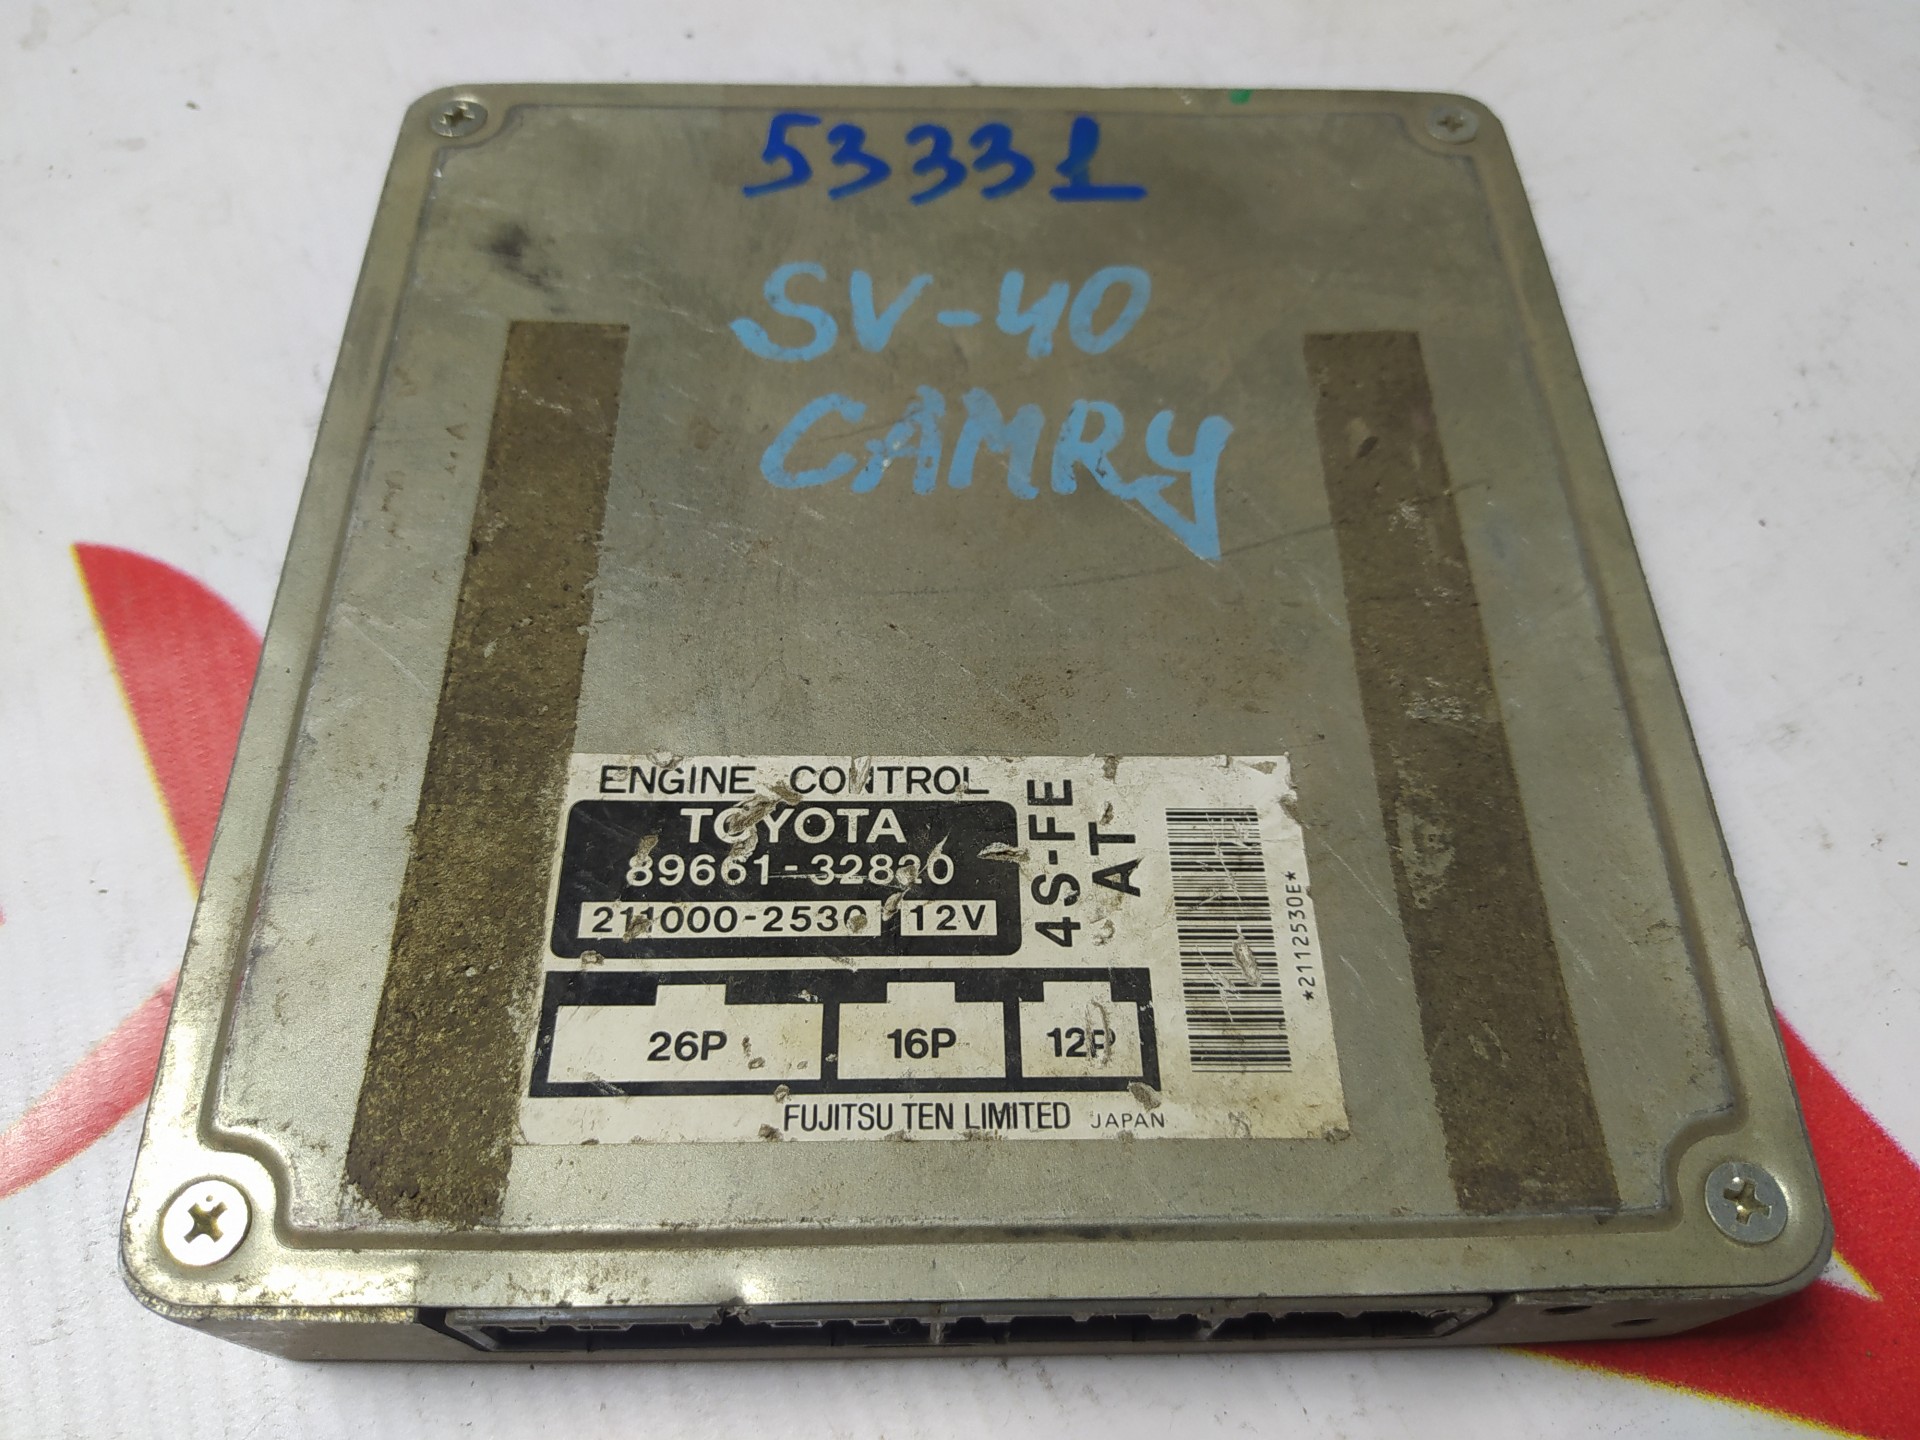 53331
SV-40
CAMRY
ENGINE CONTROL
TOYOTA
89661-32820
211000-2530 12V
4S-FE
AT
*2112530E*
26P 16P 12P
FUJITSU TEN LIMITED JAPAN